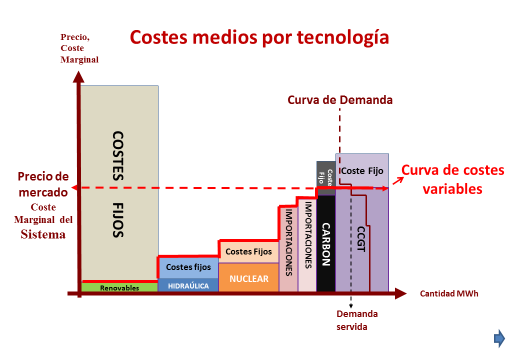 Costes medios por tecnología
Precio,
Coste
Marginal
Curva de Demanda
COSTES FIJOS
Coste Fijo
Coste Fijo
Curva de costes
variables
Precio de
mercado
Coste
Marginal del
Sistema
IMPORTACIONES
IMPORTACIONES
CARBON
CCGT
Costes Fijos
Costes fijos
Renovables
HIDRAÚLICA
NUCLEAR
Cantidad MWh
Demanda
servida